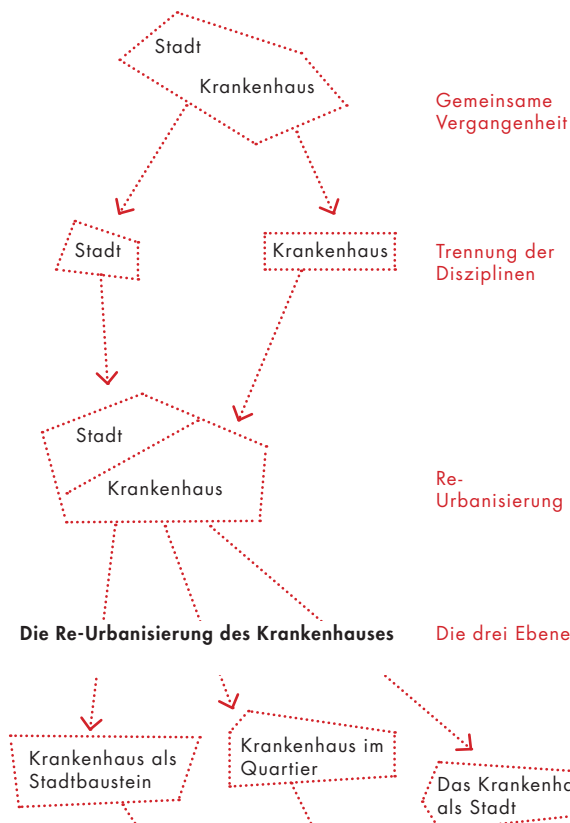 Stadt
Krankenhaus
Gemeinsame
Vergangenheit
Stadt
Krankenhaus
Trennung der
Disziplinen
Stadt
Krankenhaus
Re-
Urbanisierung
Die Re-Urbanisierung des Krankenhauses
Die drei Ebene
Krankenhaus als
Stadtbaustein
Krankenhaus im
Quartier
Das Krankenho
als Stadt